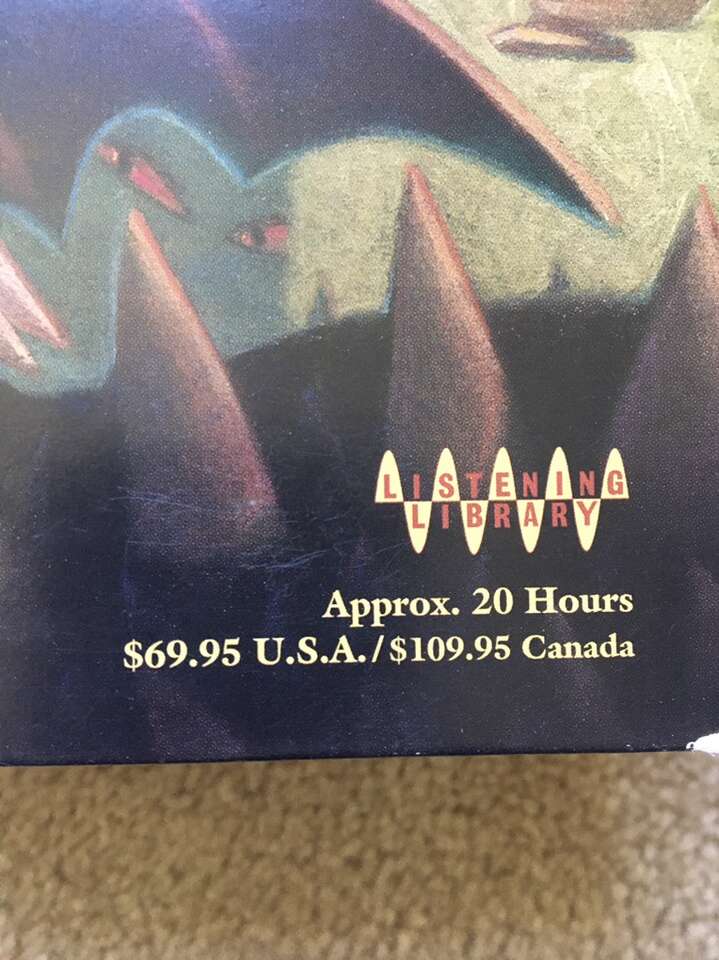 LISTENING
LIBRARY
Approx. 20 Hours
$69.95 U.S.A./$109.95 Canada